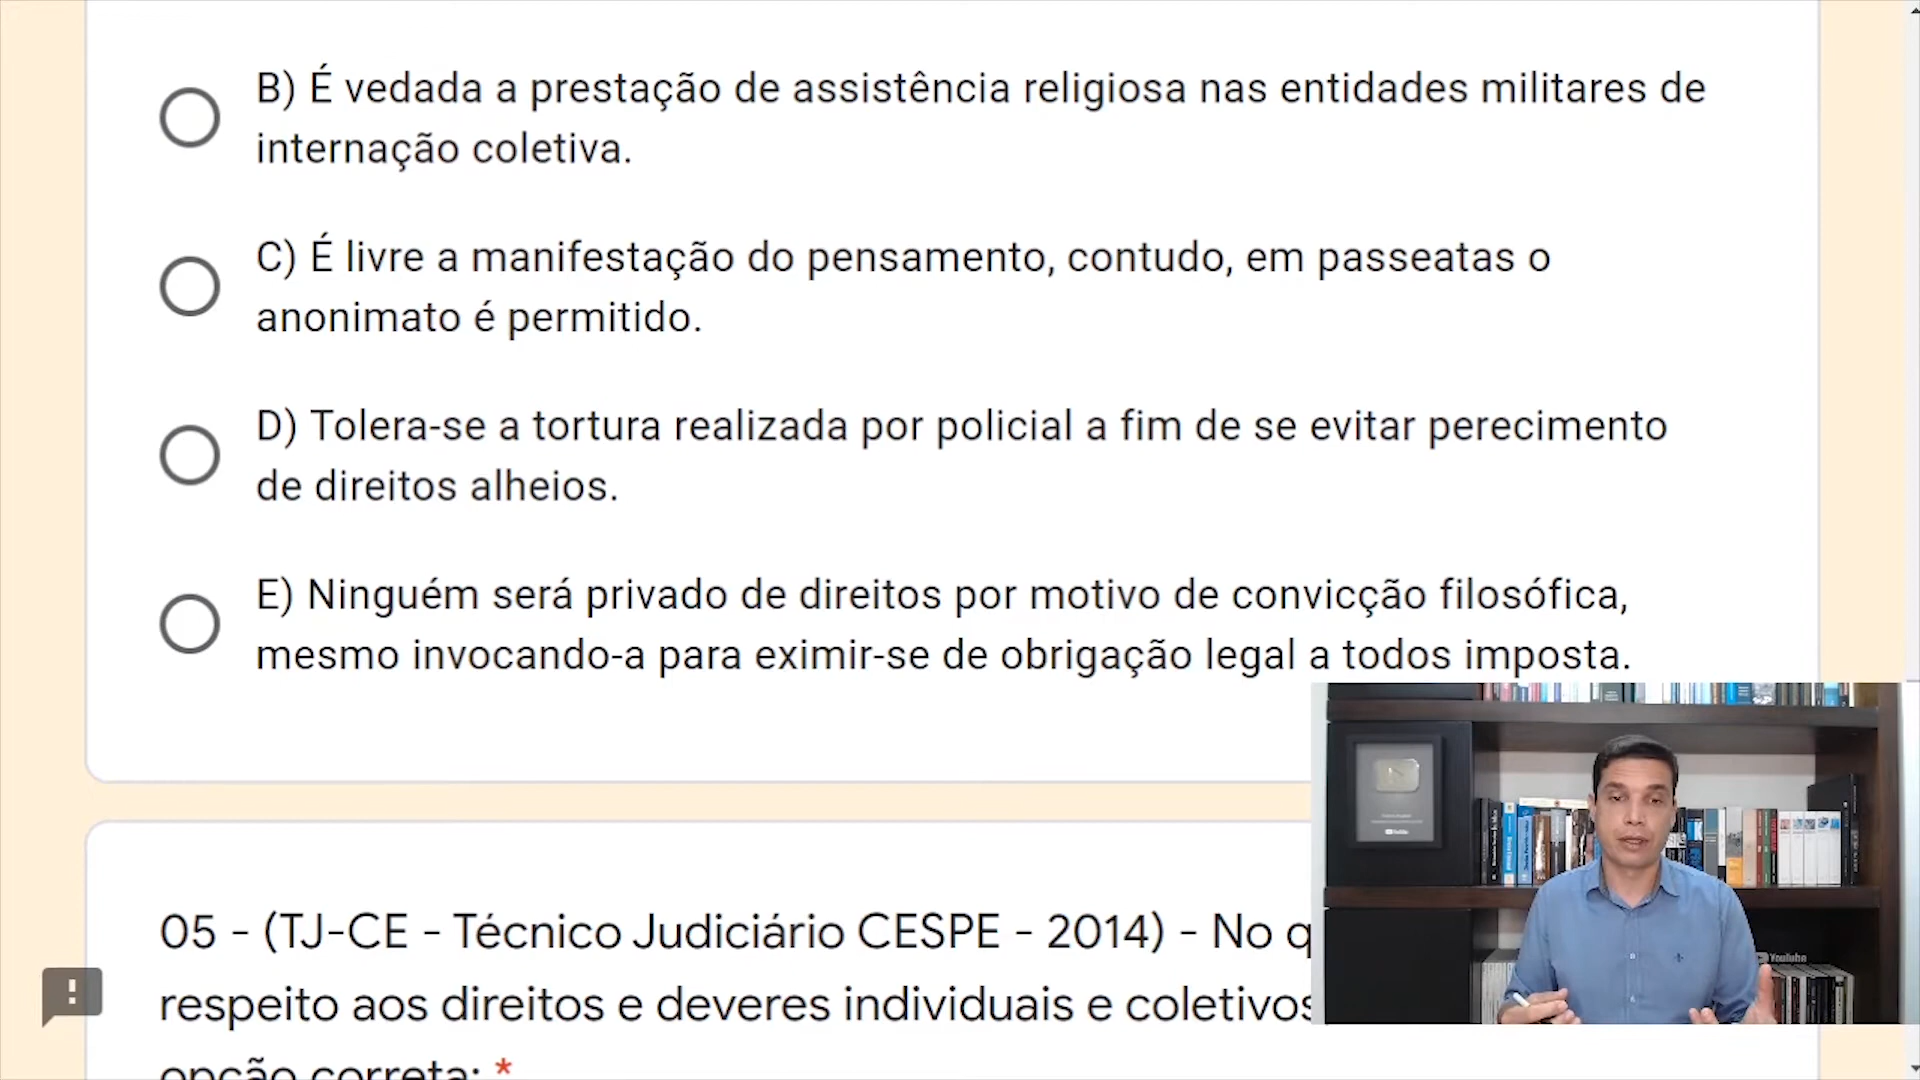 B) É vedada a prestação de assistência religiosa nas entidades militares de
internação coletiva.
C) É livre a manifestação do pensamento, contudo, em passeatas o
anonimato é permitido.
D) Tolera-se a tortura realizada por policial a fim de se evitar perecimento
de direitos alheios.
E) Ninguém será privado de direitos por motivo de convicção filosófica,
mesmo invocando-a para eximir-se de obrigação legal a todos imposta.
05 - (TJ-CE - Técnico Judiciário CESPE - 2014) - No q
respeito aos direitos e deveres individuais e coletivos
opção correta: *
YouTube